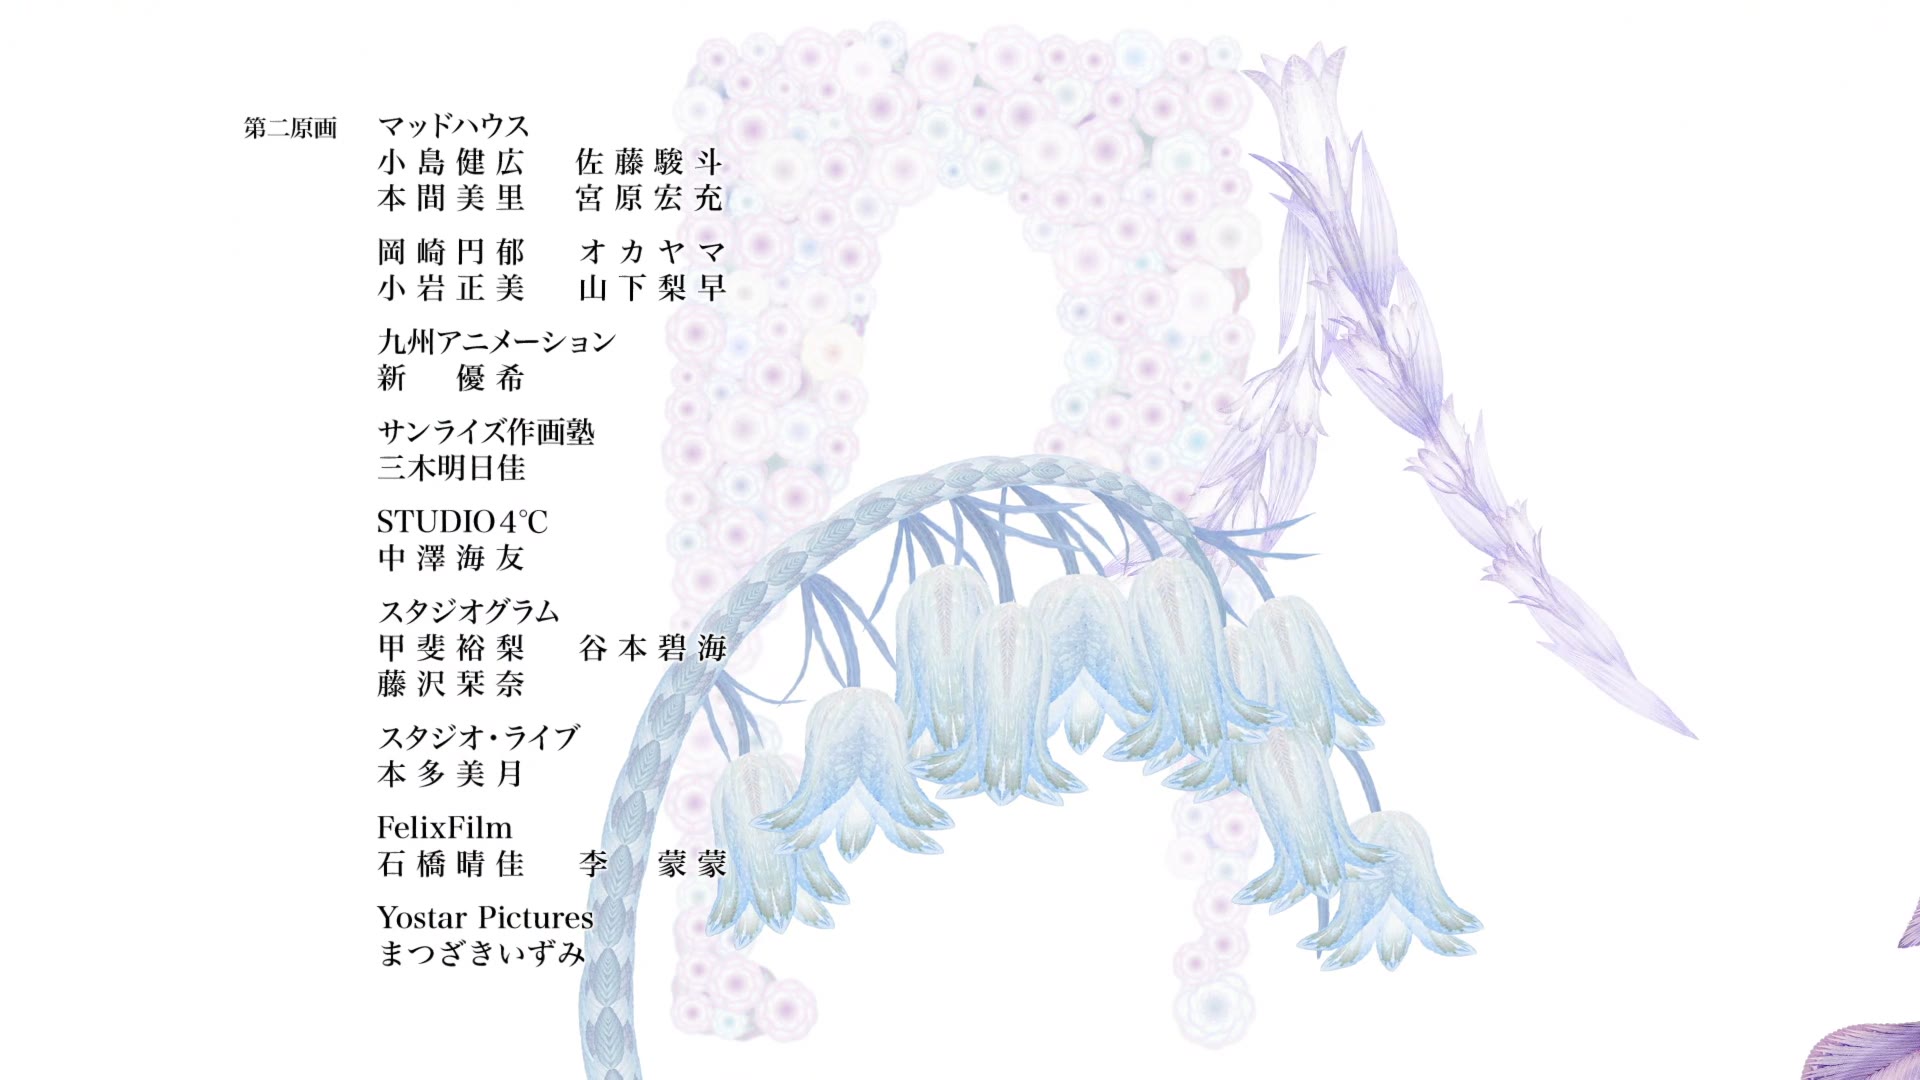 第二原画 マッドハウス
小島健広 佐藤駿斗
本間美里 宮原宏充
岡崎円郁 オカヤマ
小岩正美 山下梨早
九州アニメーション
新 優希
サンライズ作画塾
三木明日佳
STUDIO4℃
中澤海友
スタジオグラム
甲斐裕梨 谷本碧海
藤沢栞奈
スタジオ・ライブ
本多美月
FelixFilm
石橋晴佳 李 蒙蒙
Yostar Pictures
まつざきいずみ